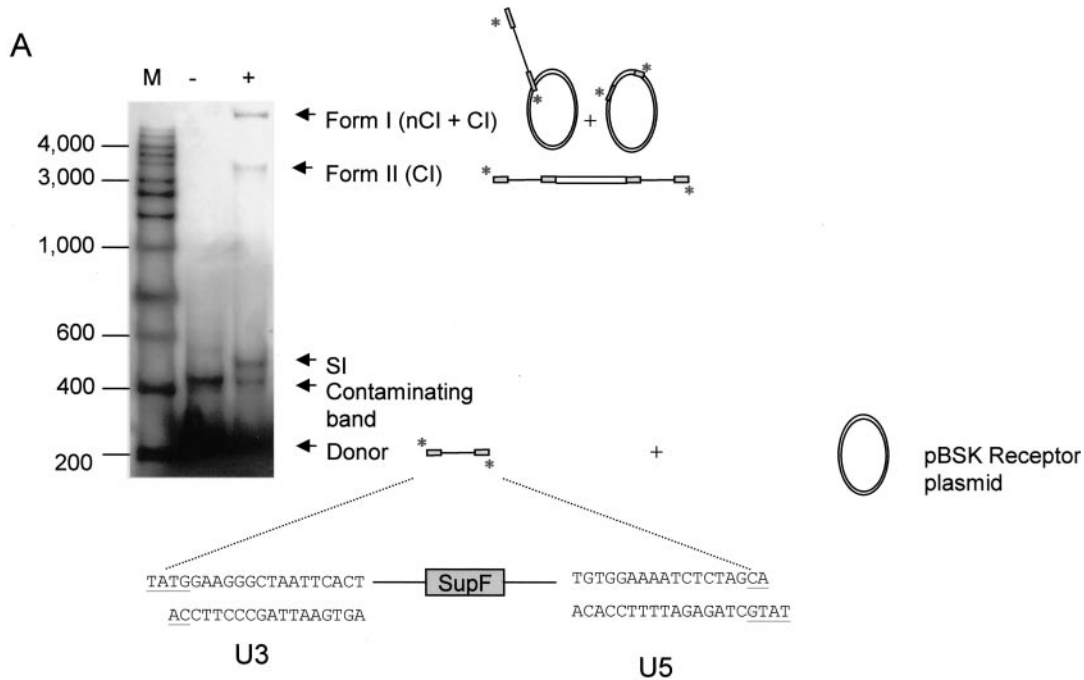 A
M - +
* * *
*
Form I (nCI + CI)
+
4,000
Form II (CI)
* *
3,000
1,000
600
SI
400
Contaminating
band
Donor
* *
+
pBSK Receptor
plasmid
200
TATGGAAGGGCTAATTCACT
SupF
TGTGGAAAATCTCTAGCA
ACCTTCCCGATTAAGTGA
ACACCTTTTAGAGATCGTAT
U3
U5